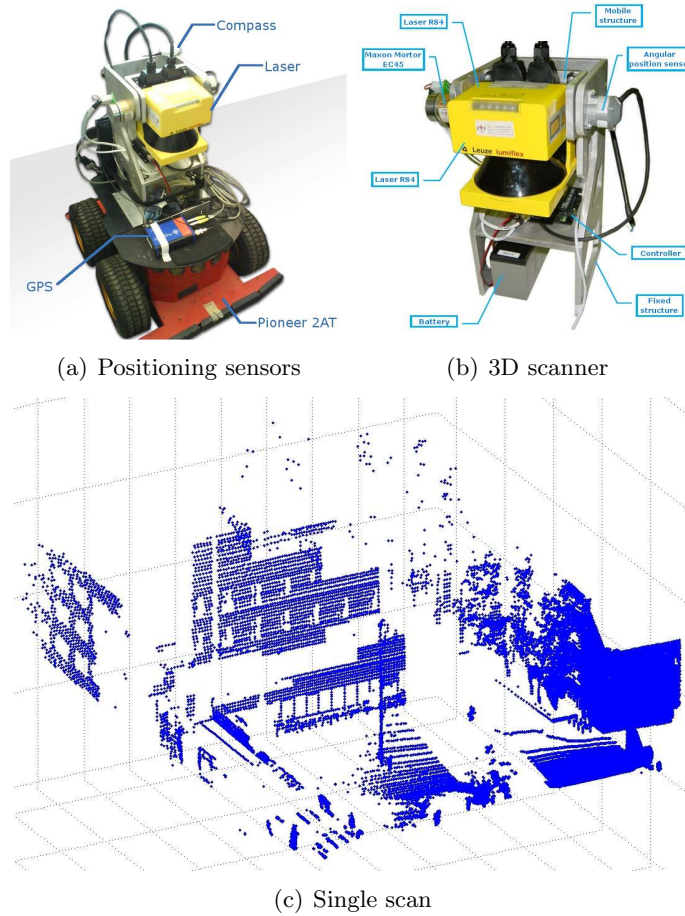 Compass
Laser
GPS
Pioneer 2AT
(a) Positioning sensors
Laser RS4
Mobile
structure
Maxon Mortor
EC45
Angular
position sensor
Leuze lumiflex
Laser RS4
Controller
Fixed
structure
Battery
(b) 3D scanner
(c) Single scan